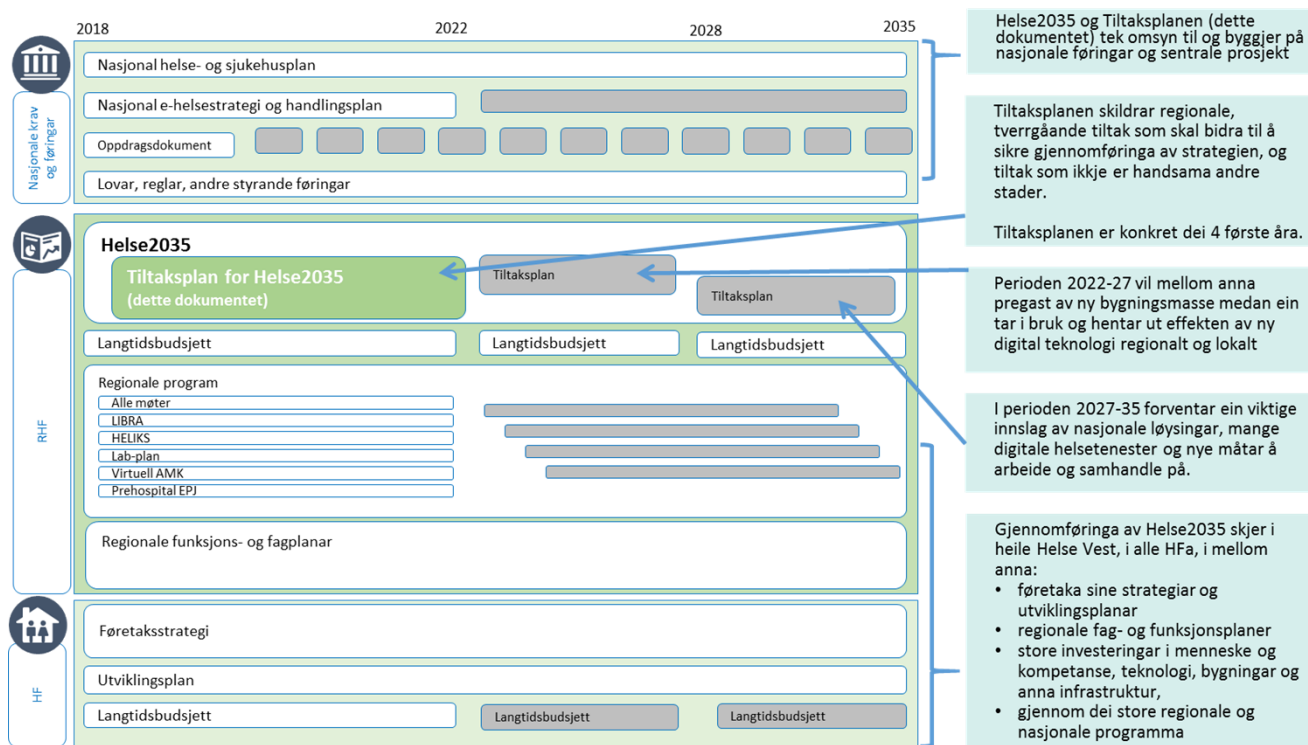 2018
2022
2028
2035
Nasjonale krav
og føringar
Nasjonal helse- og sjukehusplan
Nasjonal e-helsestrategi og handlingsplan
Oppdragsdokument
Lovar, reglar, andre styrande føringar
RHF
Helse2035
Tiltaksplan for Helse2035
(dette dokumentet)
Tiltaksplan
Tiltaksplan
Langtidsbudsjett
Langtidsbudsjett
Langtidsbudsjett
Regionale program
Alle møter
LIBRA
HELIKS
Lab-plan
Virtuell AMK
Prehospital EPJ
Regionale funksjons- og fagplanar
HF
Føretaksstrategi
Utviklingsplan
Langtidsbudsjett
Langtidsbudsjett
Langtidsbudsjett
Helse2035 og Tiltaksplanen (dette
dokumentet) tek omsyn til og byggjer på
nasjonale føringar og sentrale prosjekt
Tiltaksplanen skildrar regionale,
tverrgåande tiltak som skal bidra til å
sikre gjennomføringa av strategien, og
tiltak som ikkje er handsama andre
stader.
Tiltaksplanen er konkret dei 4 første åra.
Perioden 2022-27 vil mellom anna
pregast av ny bygningsmasse medan ein
tar i bruk og hentar ut effekten av ny
digital teknologi regionalt og lokalt
I perioden 2027-35 forventar ein viktige
innslag av nasjonale løysingar, mange
digitale helsetenester og nye måtar å
arbeide og samhandle på.
Gjennomføringa av Helse2035 skjer i
heile Helse Vest, i alle HFa, i mellom
anna:
• føretaka sine strategiar og
utviklingsplanar
• regionale fag- og funksjonsplaner
• store investeringar i menneske og
kompetanse, teknologi, bygningar og
anna infrastruktur,
• gjennom dei store regionale og
nasjonale programma